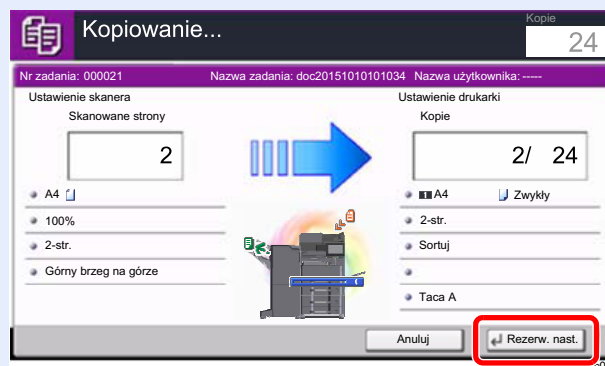 Kopiowanie...
Kopie
24
Nr zadania: 000021 Nazwa zadania: doc20151010101034 Nazwa użytkownika: -----
Ustawienie skanera
Ustawienie drukarki
Skanowane strony
Kopie
2
2/ 24
A4
1 A4 Zwykły
100%
2-str.
2-str.
Sortuj
Górny brzeg na górze
Taca A
Anuluj
Rezerw. nast.